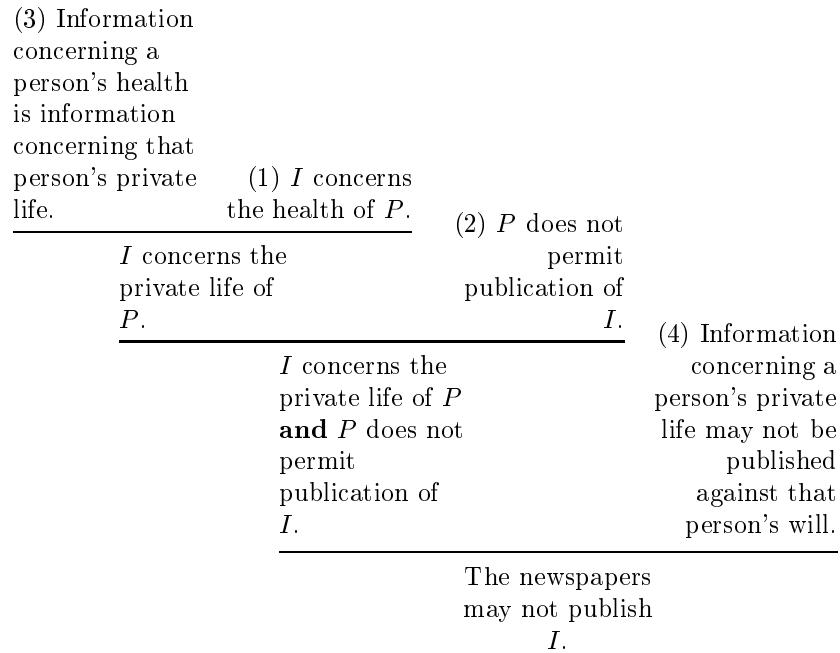 (3) Information
concerning a
person's health
is information
concerning that
person's private
life.
(1) I concerns
the health of P.
I concerns the
private life of
P.
(2) P does not
permit
publication of
I.
I concerns the
private life of P
and P does not
permit
publication of
I.
(4) Information
concerning a
person's private
life may not be
published
against that
person's will.
The newspapers
may not publish
I.